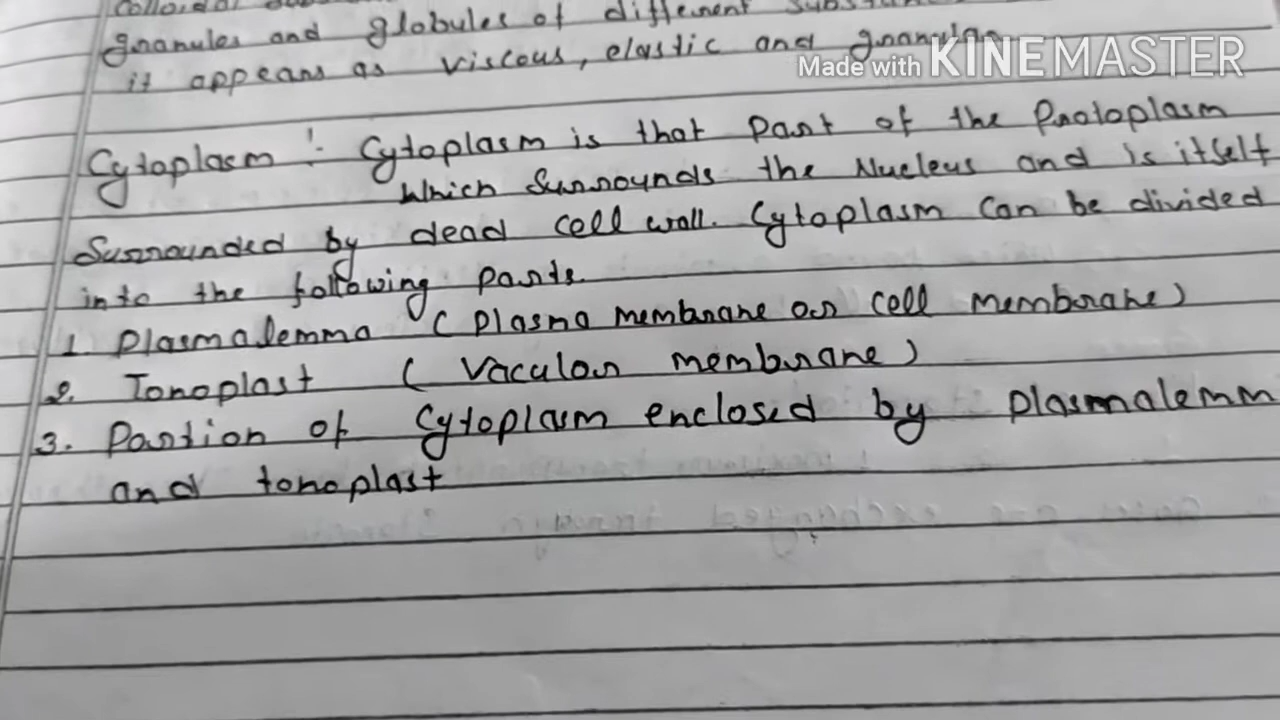 granules and globules of different
it appears as viscous, elastic and granular
Made with KINEMASTER
Cytoplasm :- Cytoplasm is that part of the Protoplasm
which surrounds the Nucleus and is itself
surrounded by dead cell wall. Cytoplasm can be divided
into the following parts.
1. Plasmalemma (Plasma membrane or cell membrane)
2. Tonoplast (Vacular membrane)
3. Portion of cytoplasm enclosed by plasmalemm
and tonoplast